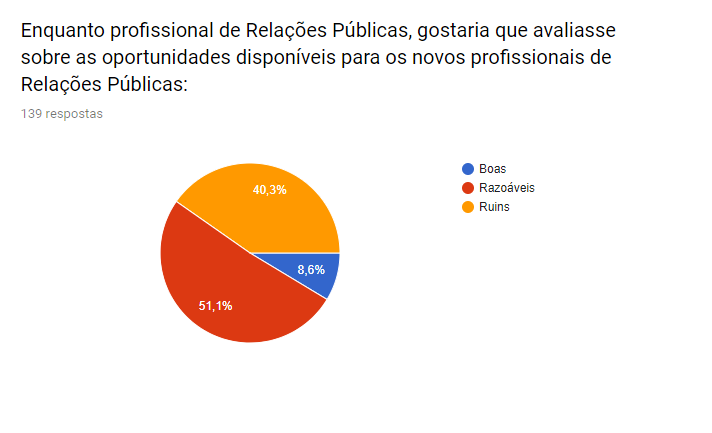 Enquanto profissional de Relações Públicas, gostaria que avaliasse
sobre as oportunidades disponíveis para os novos profissionais de
Relações Públicas:
139 respostas
40,3%
8,6%
51,1%
Boas
Razoáveis
Ruins